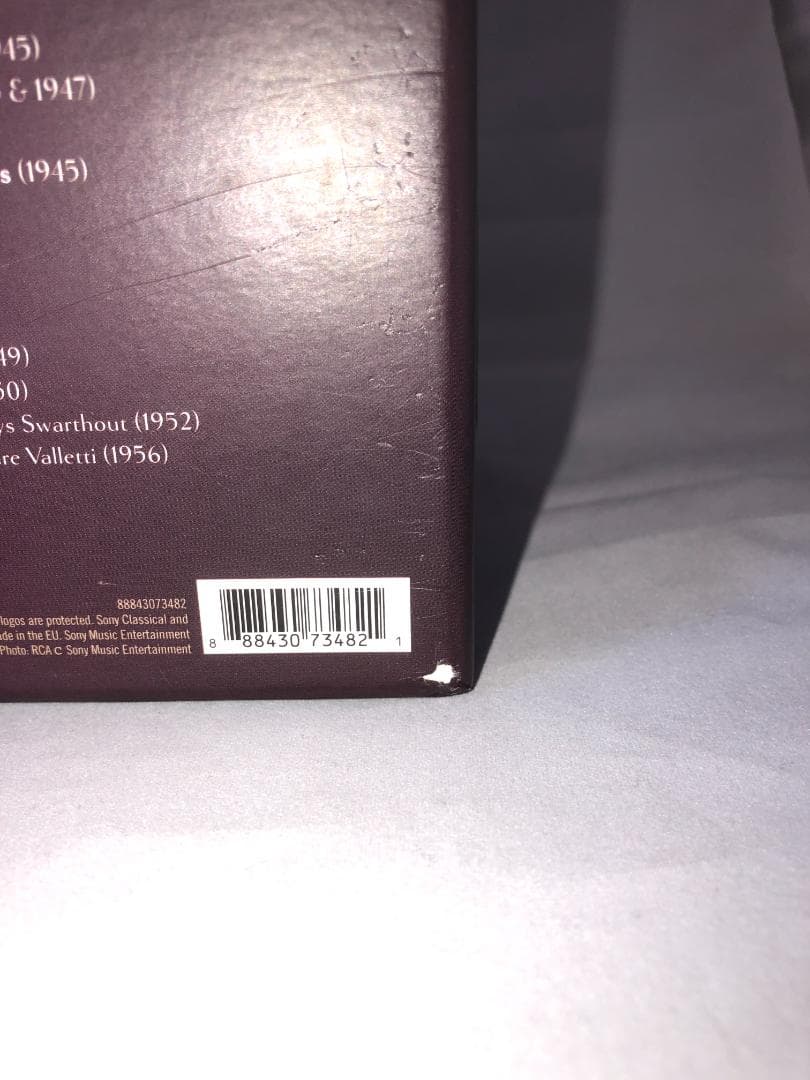 45)
& 1947)
s (1945)
49)
50)
ys Swarthout (1952)
re Valletti (1956)
88843073482
logos are protected. Sony Classical and
de in the EU. Sony Music Entertainment
Photo: RCA C Sony Music Entertainment
8 88430 73482 1